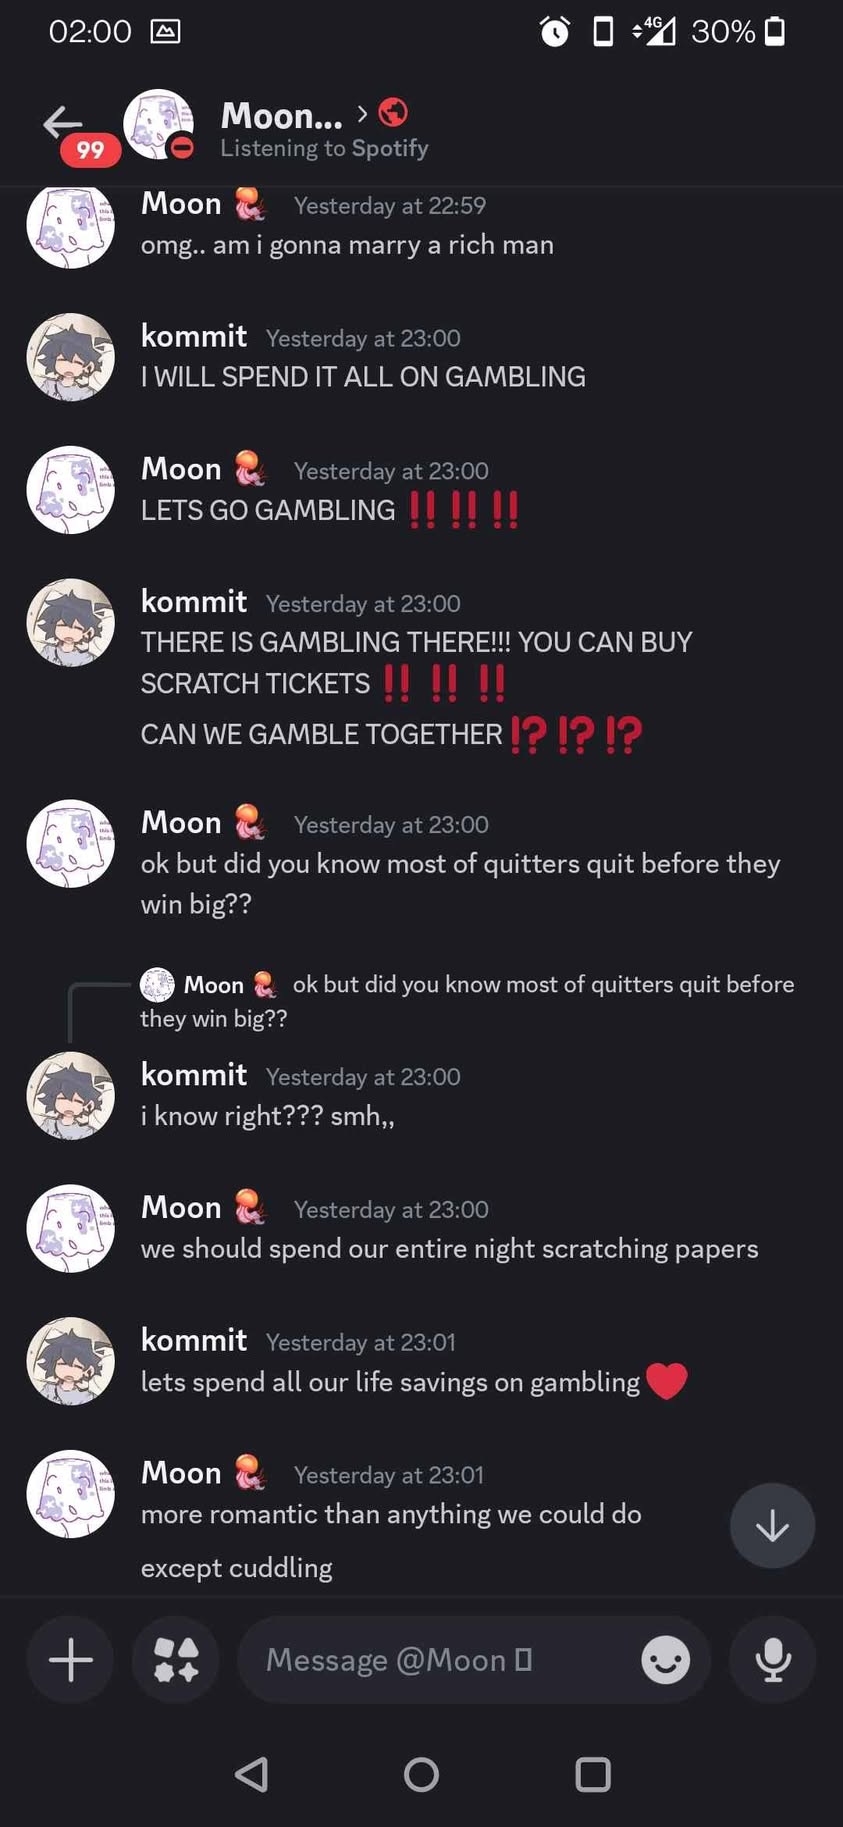 02:00
4G 30%
99
Moon...
Listening to Spotify
Moon Yesterday at 22:59
omg.. am i gonna marry a rich man
kommit Yesterday at 23:00
I WILL SPEND IT ALL ON GAMBLING
Moon Yesterday at 23:00
LETS GO GAMBLING ‼️ ‼️ ‼️
kommit Yesterday at 23:00
THERE IS GAMBLING THERE!!! YOU CAN BUY
SCRATCH TICKETS ‼️ ‼️ ‼️
CAN WE GAMBLE TOGETHER ⁉️ ⁉️ ⁉️
Moon Yesterday at 23:00
ok but did you know most of quitters quit before they
win big??
Moon ok but did you know most of quitters quit before
they win big??
kommit Yesterday at 23:00
i know right??? smh,,
Moon Yesterday at 23:00
we should spend our entire night scratching papers
kommit Yesterday at 23:01
lets spend all our life savings on gambling ❤️
Moon Yesterday at 23:01
more romantic than anything we could do
except cuddling
Message @Moon